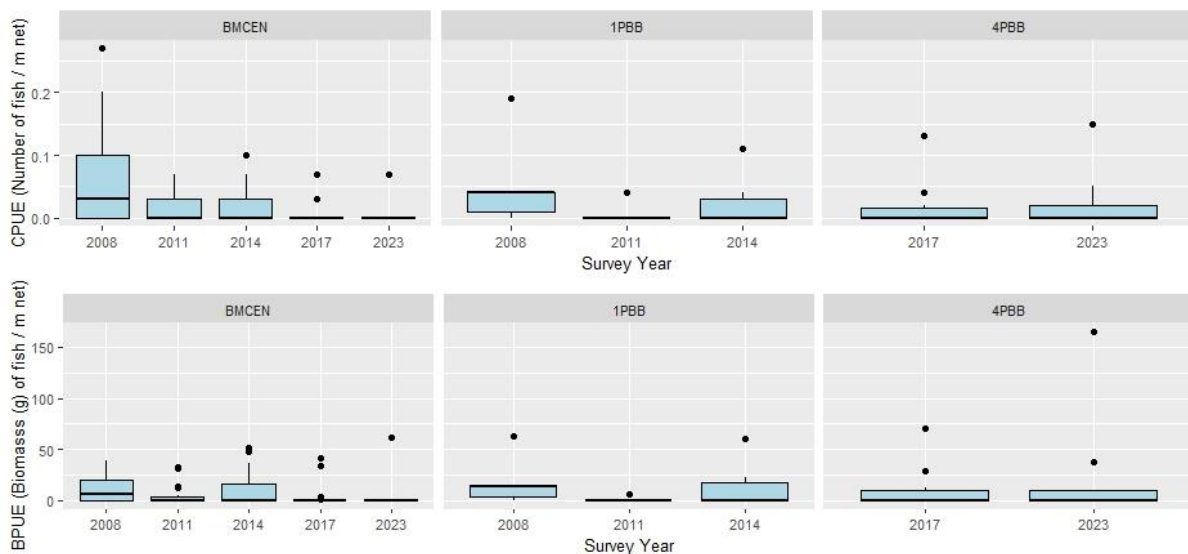 BMCEN 1PBB 4PBB
CPUE (Number of fish / m net)
0.2
0.1
0.0
2008 2011 2014 2017 2023 2008 2011 2014 2017 2023
Survey Year
BMCEN 1PBB 4PBB
BPUE (Biomasss (g) of fish / m net)
150
100
50
0
2008 2011 2014 2017 2023 2008 2011 2014 2017 2023
Survey Year